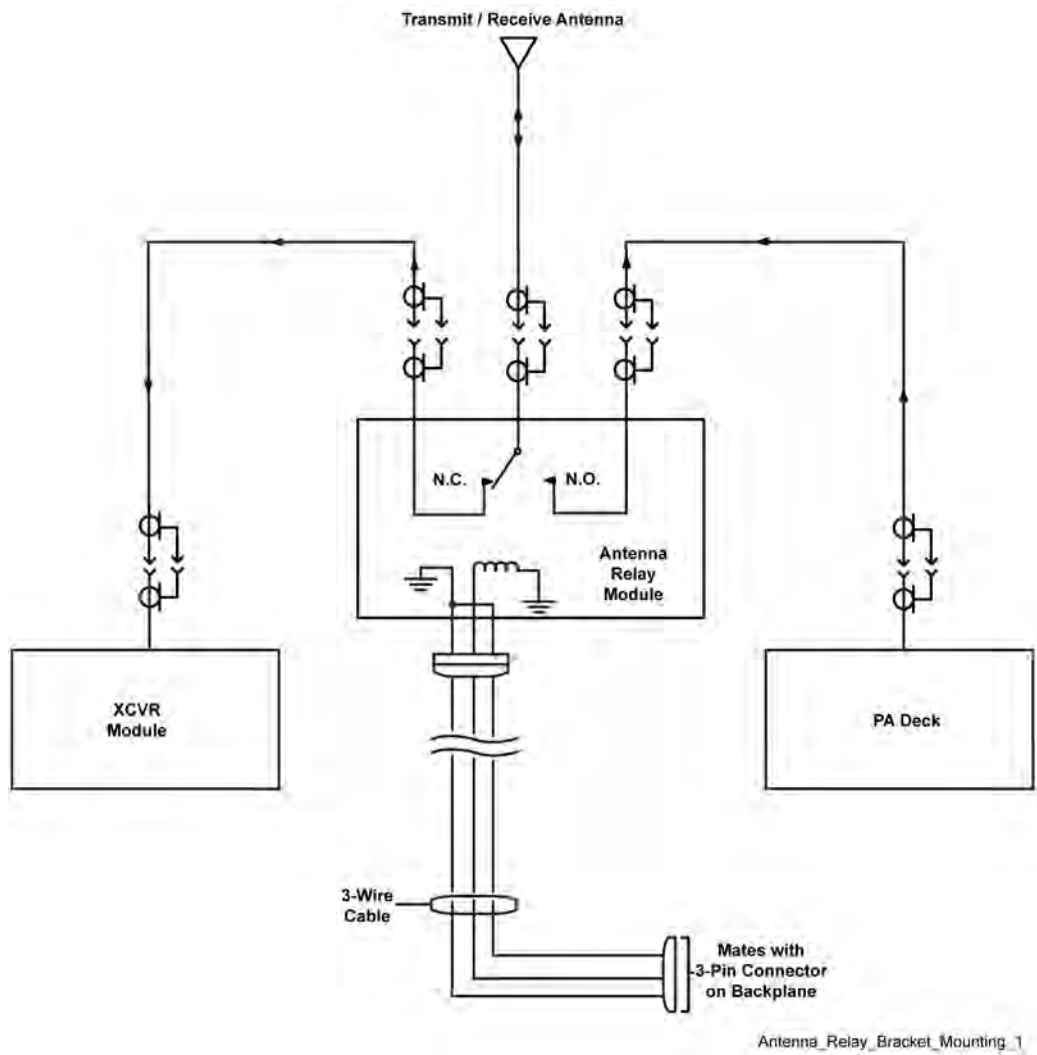 Transmit / Receive Antenna
N.C.
N.O.
Antenna
Relay
Module
XCVR
Module
PA Deck
3-Wire
Cable
Mates with
3-Pin Connector
on Backplane
Antenna_Relay_Bracket_Mounting_1